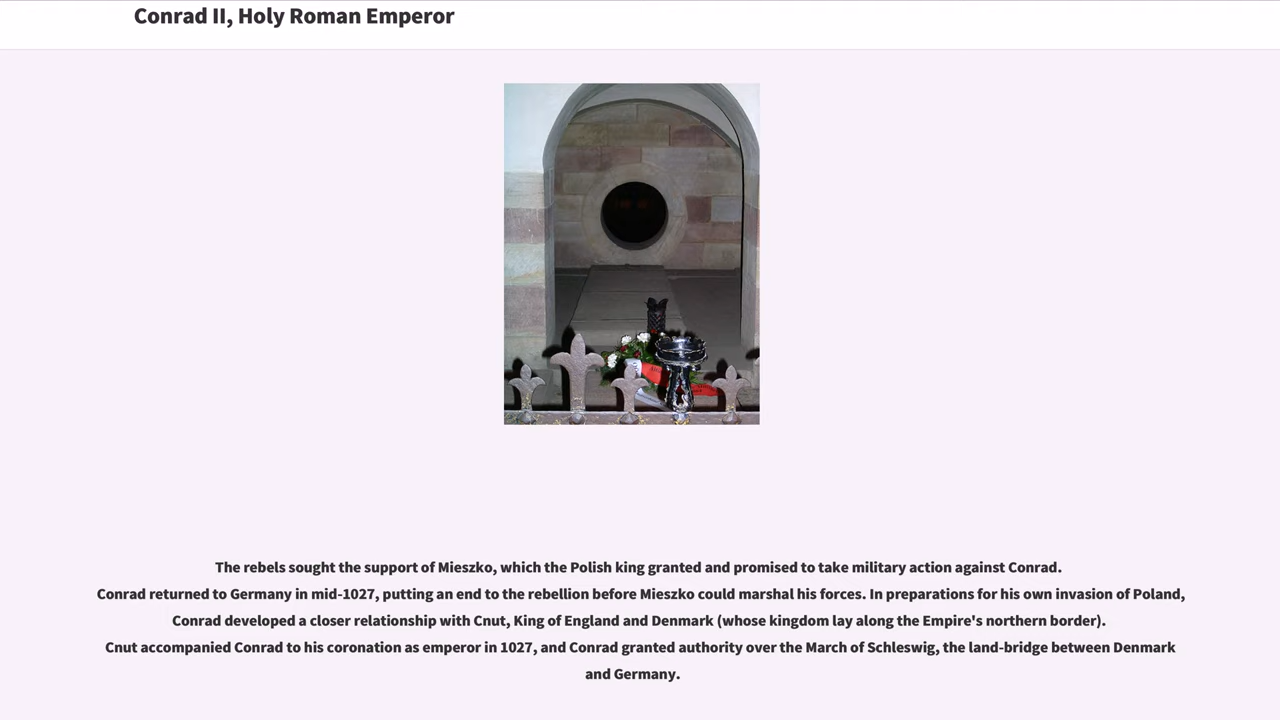 Conrad II, Holy Roman Emperor
The rebels sought the support of Mieszko, which the Polish king granted and promised to take military action against Conrad.
Conrad returned to Germany in mid-1027, putting an end to the rebellion before Mieszko could marshal his forces. In preparations for his own invasion of Poland,
Conrad developed a closer relationship with Cnut, King of England and Denmark (whose kingdom lay along the Empire's northern border).
Cnut accompanied Conrad to his coronation as emperor in 1027, and Conrad granted authority over the March of Schleswig, the land-bridge between Denmark
and Germany.